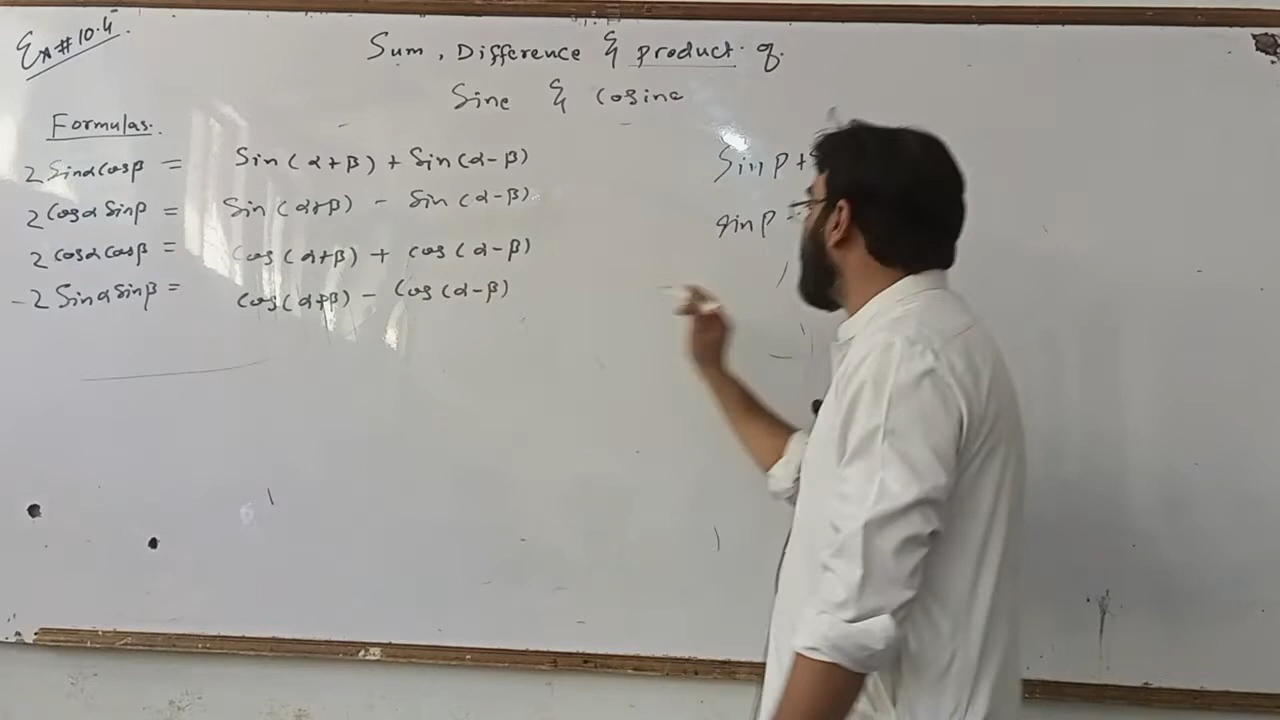 Ex#10.4.
Sum, Difference & product of.
Sine & Cosine
Formulas.
2 Sinα Cosβ = Sin(α+β) + Sin(α-β)
2 Cosα Sinβ = Sin(α+β) - Sin(α-β)
2 Cosα Cosβ = Cos(α+β) + Cos(α-β)
-2 Sinα Sinβ = Cos(α+β) - Cos(α-β)
Sin P + S
Sin P -